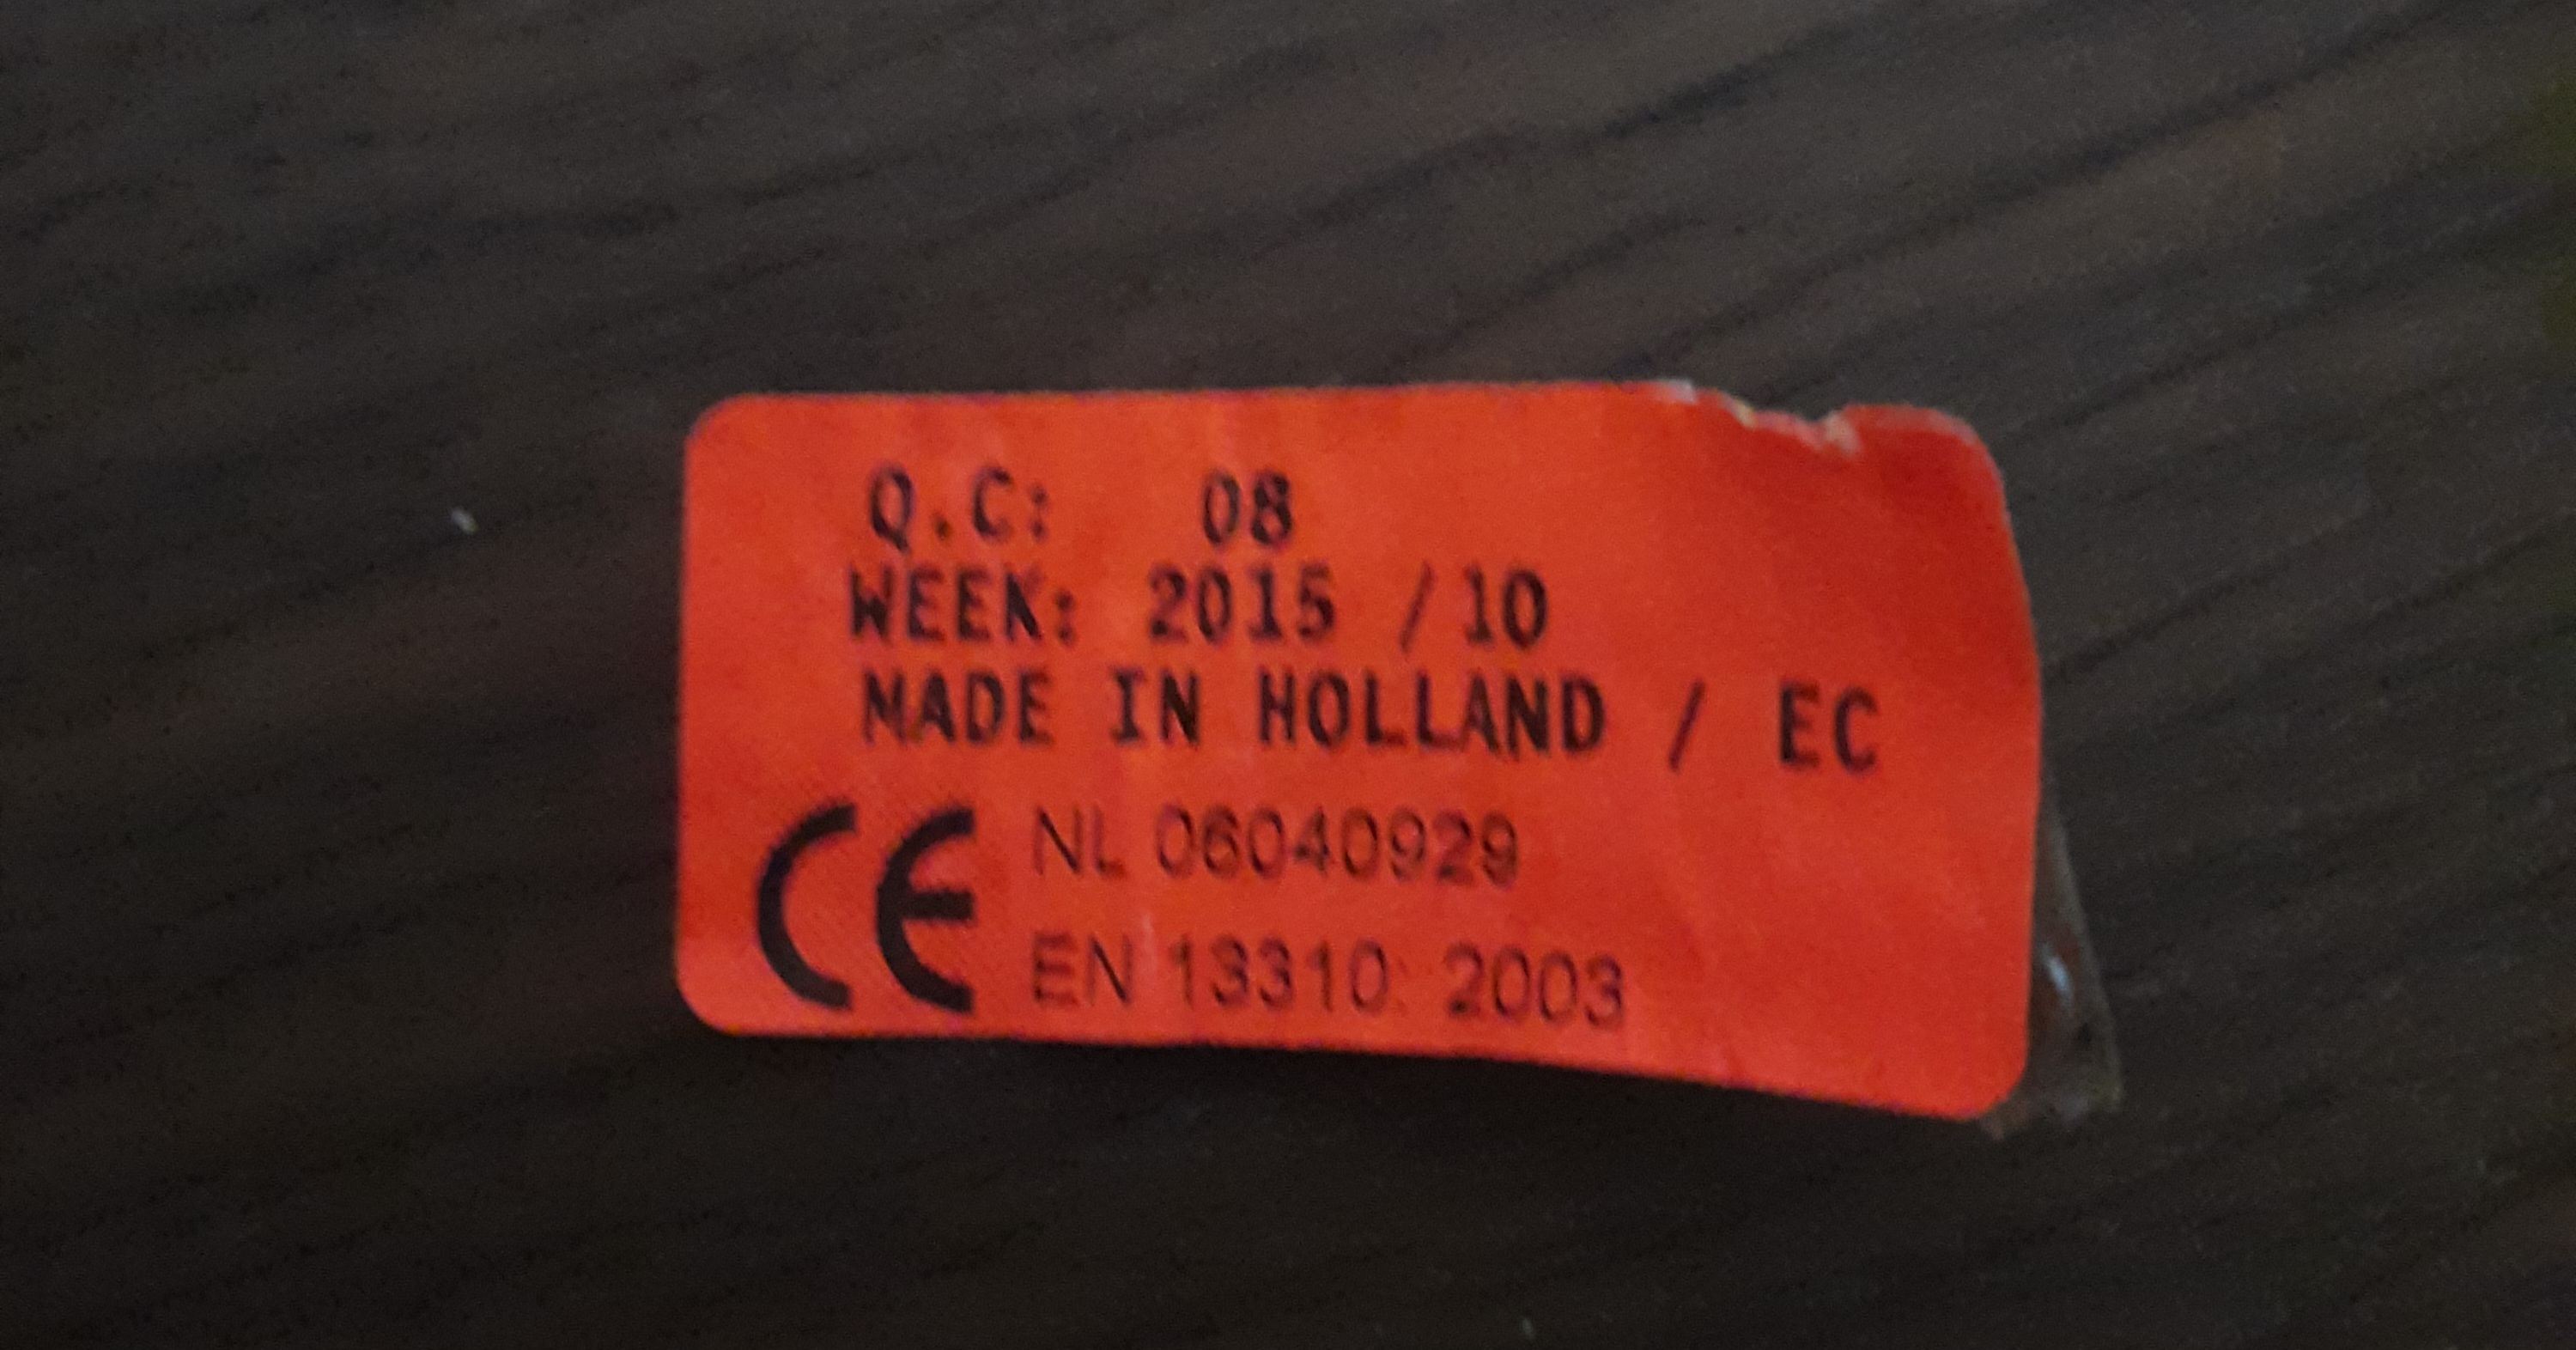 Q.C: 08
WEEK: 2015 /10
MADE IN HOLLAND / EC
CE NL 06040929
EN 13310: 2003